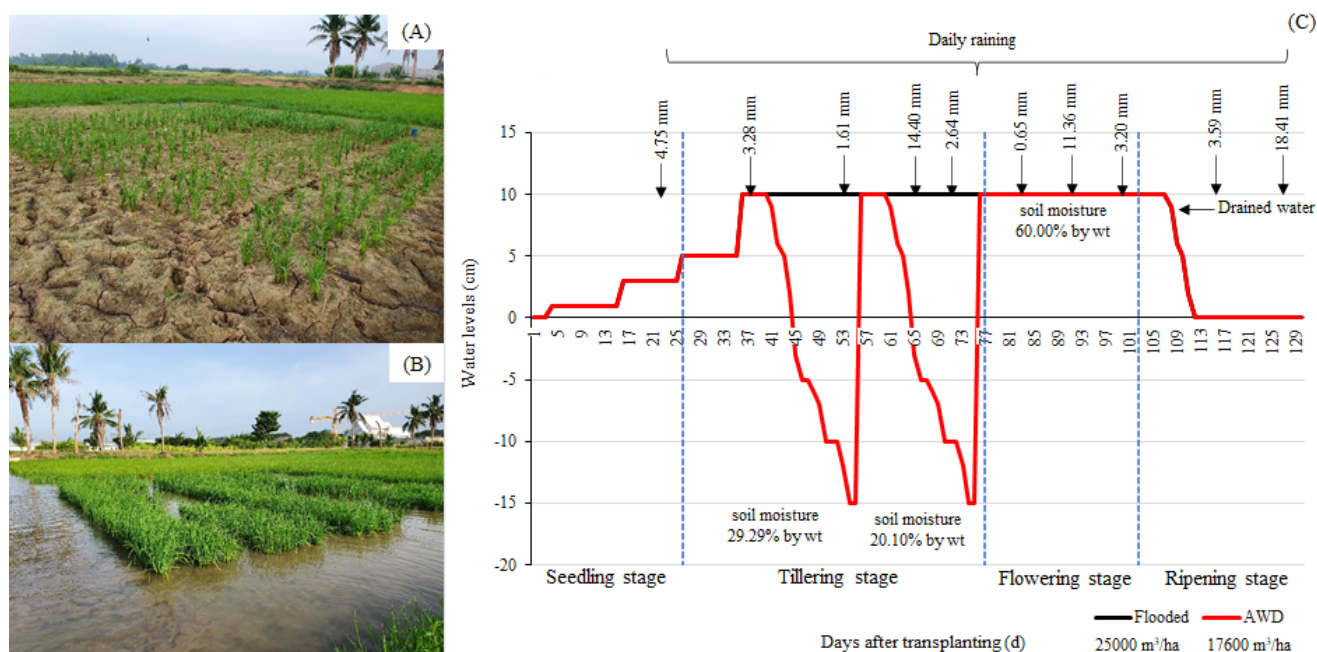 (A)
(B)
(C)
Daily raining
4.75 mm
3.28 mm
1.61 mm
14.40 mm
2.64 mm
0.65 mm
11.36 mm
3.20 mm
3.59 mm
18.41 mm
Water levels (cm)
15
10
5
0
-5
-10
-15
-20
1 5 9 13 17 21 25 29 33 37 41 45 49 53 57 61 65 69 73 77 81 85 89 93 97 101 105 109 113 117 121 125 129
soil moisture
60.00% by wt
Drained water
soil moisture
29.29% by wt
soil moisture
20.10% by wt
Seedling stage
Tillering stage
Flowering stage
Ripening stage
Days after transplanting (d)
Flooded
25000 m³/ha
AWD
17600 m³/ha